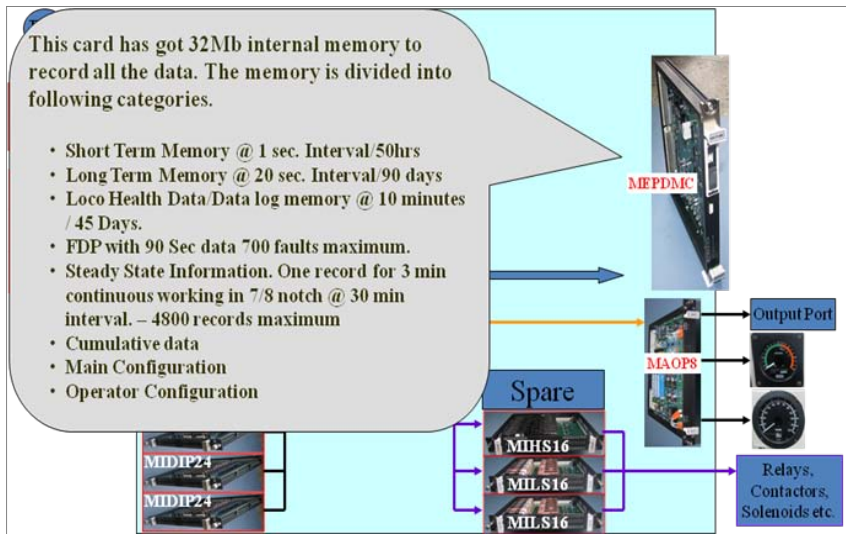 This card has got 32Mb internal memory to
record all the data. The memory is divided into
following categories.
• Short Term Memory @ 1 sec. Interval/50hrs
• Long Term Memory @ 20 sec. Interval/90 days
• Loco Health Data/Data log memory @ 10 minutes
/ 45 Days.
• FDP with 90 Sec data 700 faults maximum.
• Steady State Information. One record for 3 min
continuous working in 7/8 notch @ 30 min
interval. – 4800 records maximum
• Cumulative data
• Main Configuration
• Operator Configuration
MEPDMC
Output Port
MAOP8
Spare
MIHS16
MIDIP24
MILS16
MIDIP24
MILS16
Relays,
Contactors,
Solenoids etc.